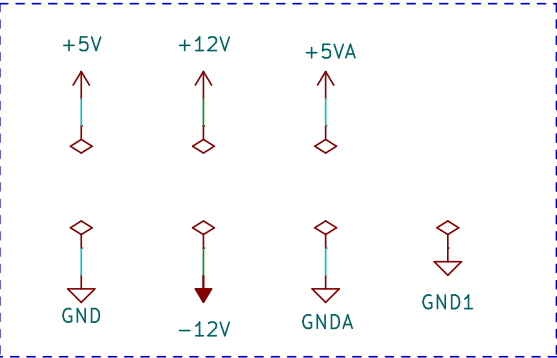 +5V
+12V
+5VA
GND
-12V
GNDA
GND1